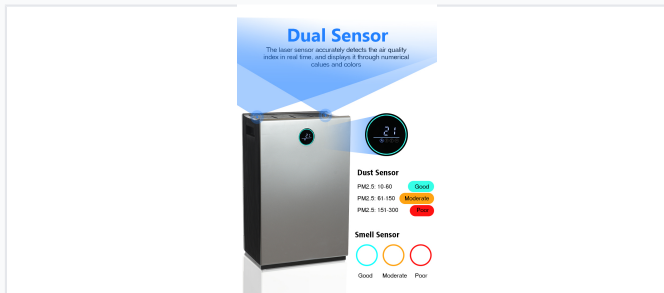 Dual Sensor
The laser sensor accurately detects the air quality
index in real time, and displays it through numerical
calues and colors
21
21
Dust Sensor
PM2.5: 10-60 Good
PM2.5: 61-150 Moderate
PM2.5: 151-300 Poor
Smell Sensor
Good Moderate Poor